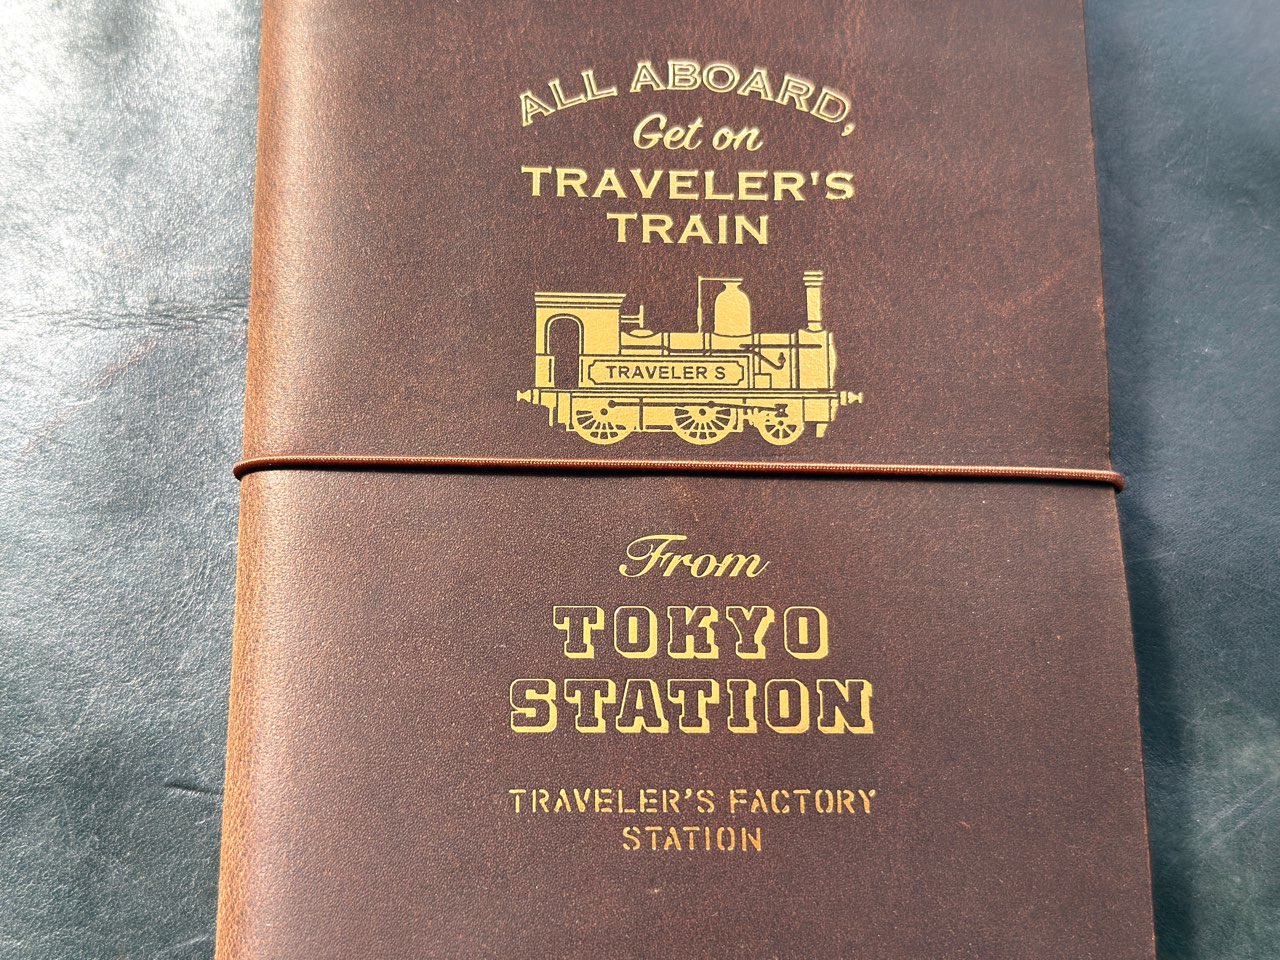 ALL ABOARD,
Get on
TRAVELER'S
TRAIN
TRAVELER S
From
TOKYO
STATION
TRAVELER'S FACTORY
STATION